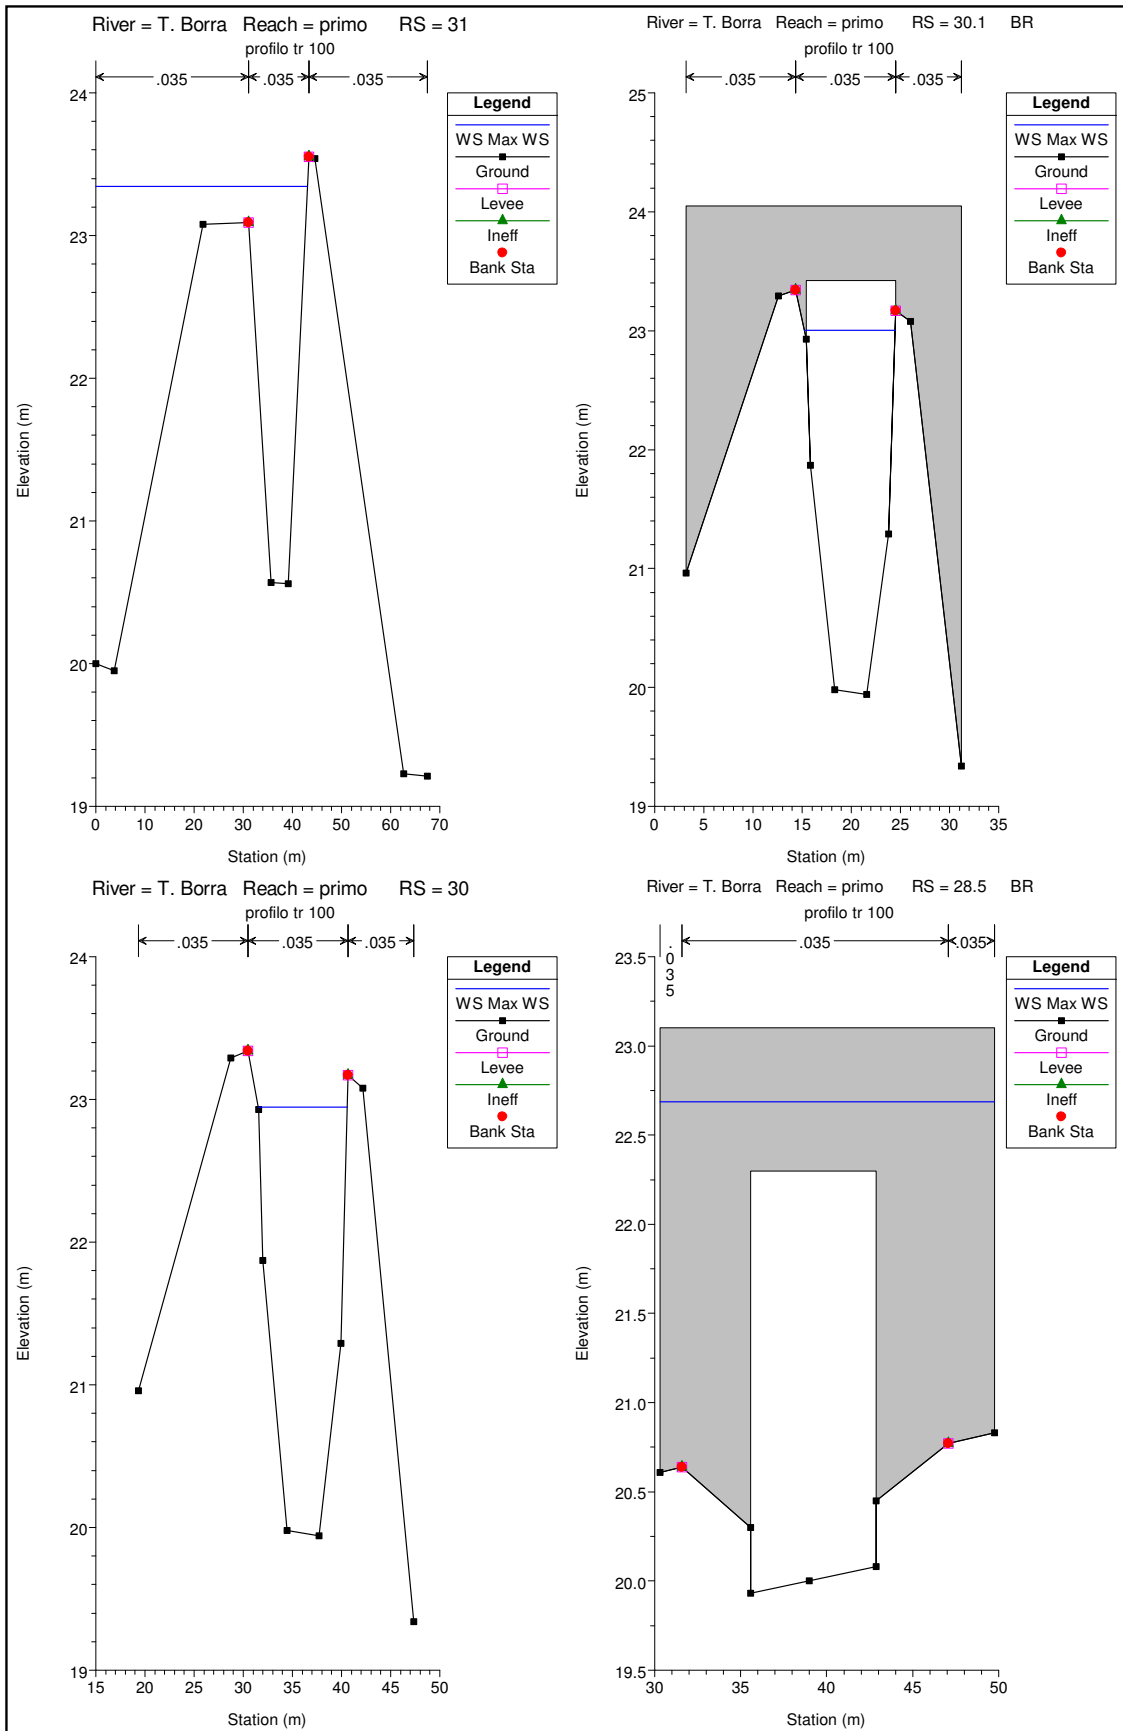 River = T. Borra Reach = primo RS = 31
profilo tr 100
.035 .035 .035
24
23
22
21
20
19
Elevation (m)
0 10 20 30 40 50 60 70
Station (m)
Legend
WS Max WS
Ground
Levee
Ineff
Bank Sta
River = T. Borra Reach = primo RS = 30.1 BR
profilo tr 100
.035 .035 .035
25
24
23
22
21
20
19
Elevation (m)
0 5 10 15 20 25 30 35
Station (m)
Legend
WS Max WS
Ground
Levee
Ineff
Bank Sta
River = T. Borra Reach = primo RS = 30
profilo tr 100
.035 .035 .035
24
23
22
21
20
19
Elevation (m)
15 20 25 30 35 40 45 50
Station (m)
Legend
WS Max WS
Ground
Levee
Ineff
Bank Sta
River = T. Borra Reach = primo RS = 28.5 BR
profilo tr 100
.035 .035 .035
23.5
23.0
22.5
22.0
21.5
21.0
20.5
20.0
19.5
Elevation (m)
30 35 40 45 50
Station (m)
Legend
WS Max WS
Ground
Levee
Ineff
Bank Sta